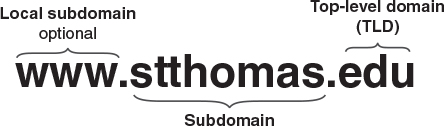 Local subdomain
optional
Top-level domain
(TLD)
www.stthomas.edu
Subdomain